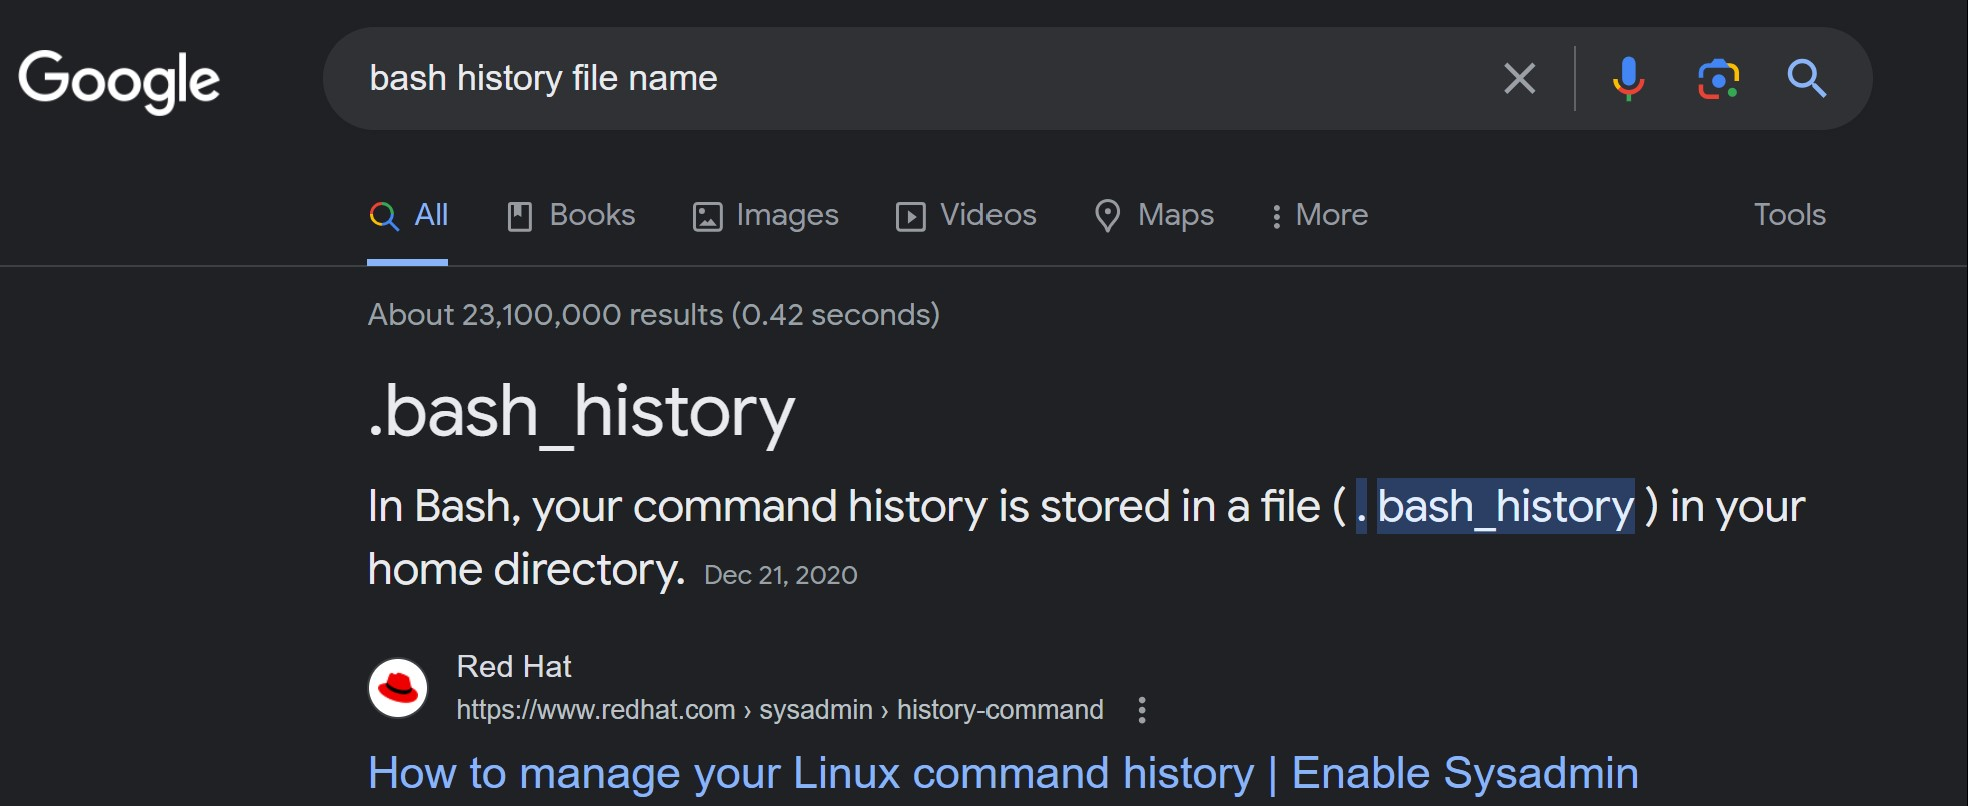 Google
bash history file name
All Books Images Videos Maps More Tools
About 23,100,000 results (0.42 seconds)
.bash_history
In Bash, your command history is stored in a file ( . bash_history ) in your
home directory. Dec 21, 2020
Red Hat
https://www.redhat.com › sysadmin › history-command
How to manage your Linux command history | Enable Sysadmin